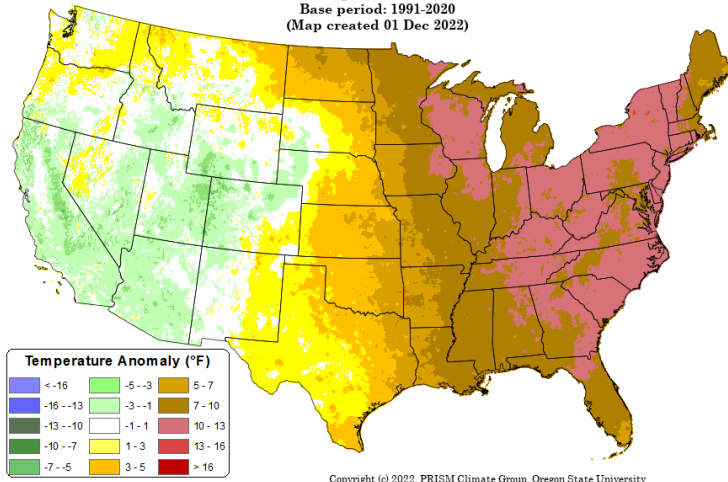 Base period: 1991-2020
(Map created 01 Dec 2022)
Temperature Anomaly (°F)
< -16
-5 - -3
5 - 7
-16 - -13
-3 - -1
7 - 10
-13 - -10
-1 - 1
10 - 13
-10 - -7
1 - 3
13 - 16
-7 - -5
3 - 5
> 16
Copyright (c) 2022, PRISM Climate Group, Oregon State University